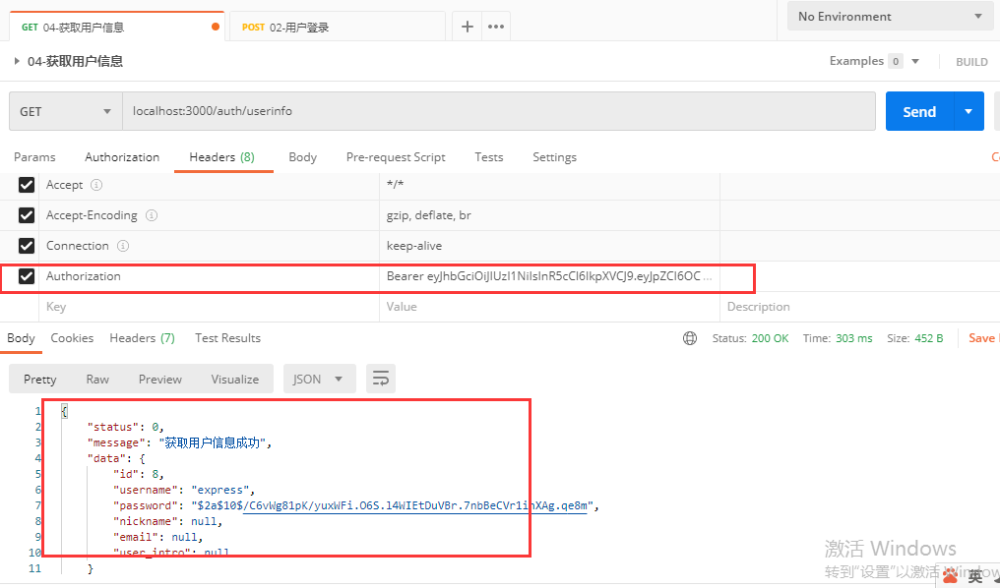 GET 04-获取用户信息 POST 02-用户登录 No Environment
04-获取用户信息 Examples 0 BUILD
GET localhost:3000/auth/userinfo Send
Params Authorization Headers (8) Body Pre-request Script Tests Settings
Accept */*
Accept-Encoding gzip, deflate, br
Connection keep-alive
Authorization Bearer eyJhbGciOiJIUzI1NiIsInR5cCI6IkpXVCJ9.eyJpZCI6OC ...
Key Value Description
Body Cookies Headers (7) Test Results Status: 200 OK Time: 303 ms Size: 452 B Save
Pretty Raw Preview Visualize JSON
1 {
2 "status": 0,
3 "message": "获取用户信息成功",
4 "data": {
5 "id": 8,
6 "username": "express",
7 "password": "$2a$10$/C6vWg81pK/yuxWFi.O6S.l4WIEtDuVBr.7nbBeCVr1inXAg.qe8m",
8 "nickname": null,
9 "email": null,
10 "user_intro": null
11 }
激活 Windows
转到"设置"以激活 Windows
英